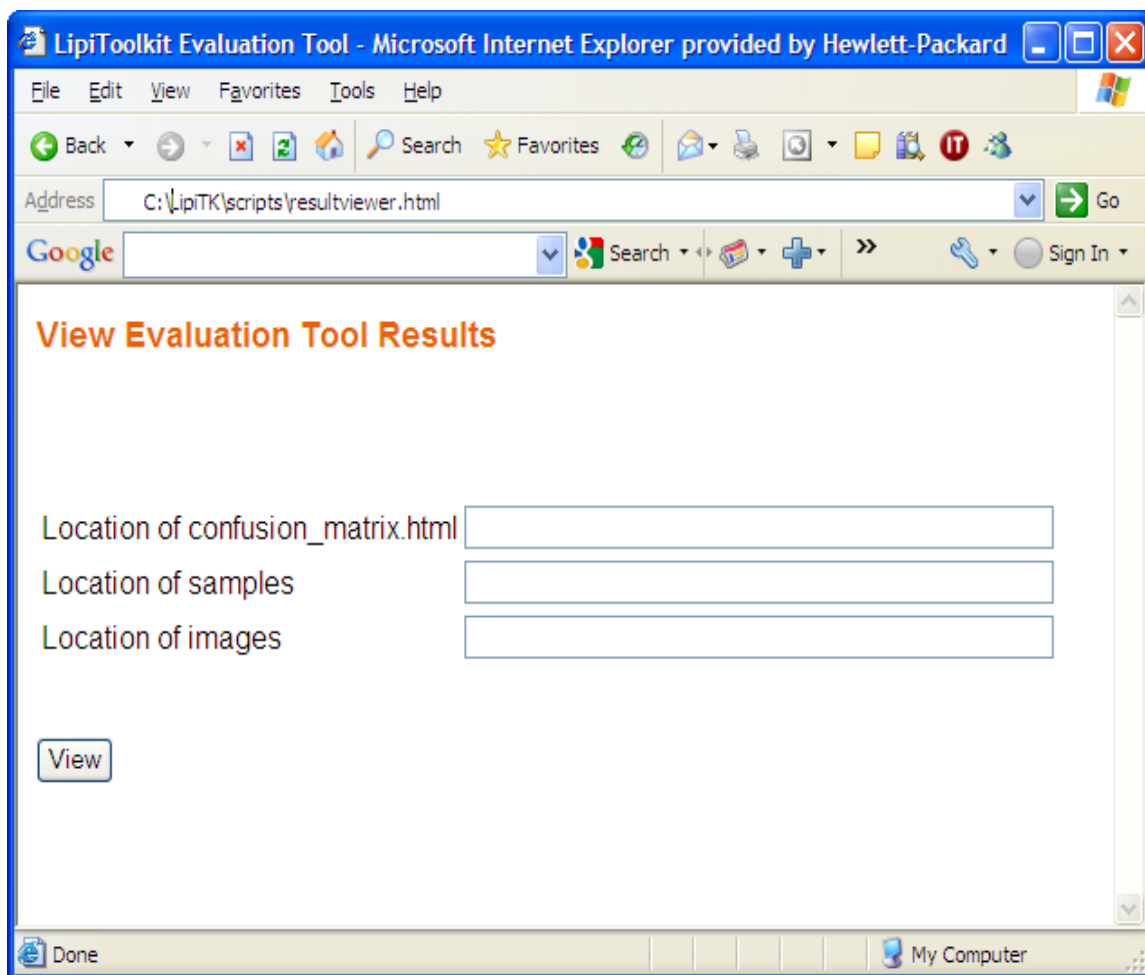 LipiToolkit Evaluation Tool - Microsoft Internet Explorer provided by Hewlett-Packard
File Edit View Favorites Tools Help
Back Search Favorites
Address C:\LipiTK\scripts\resultviewer.html Go
Google Search » Sign In
View Evaluation Tool Results
Location of confusion_matrix.html
Location of samples
Location of images
View
Done My Computer